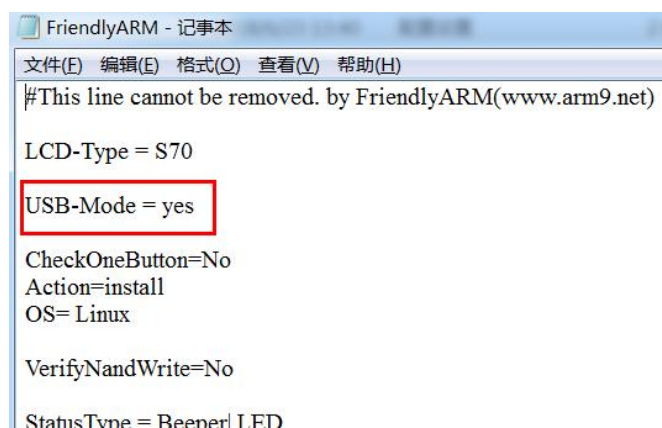 FriendlyARM - 记事本
文件(F) 编辑(E) 格式(O) 查看(V) 帮助(H)
#This line cannot be removed. by FriendlyARM(www.arm9.net)
LCD-Type = S70
USB-Mode = yes
CheckOneButton=No
Action=install
OS= Linux
VerifyNandWrite=No
StatusType = Beeper| LED